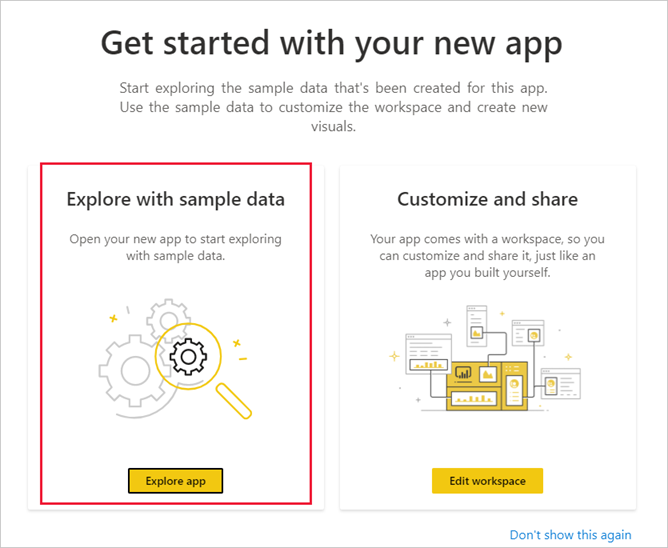 Get started with your new app
Start exploring the sample data that's been created for this app.
Use the sample data to customize the workspace and create new
visuals.
Explore with sample data
Open your new app to start exploring
with sample data.
Explore app
Customize and share
Your app comes with a workspace, so you
can customize and share it, just like an
app you built yourself.
Edit workspace
Don't show this again